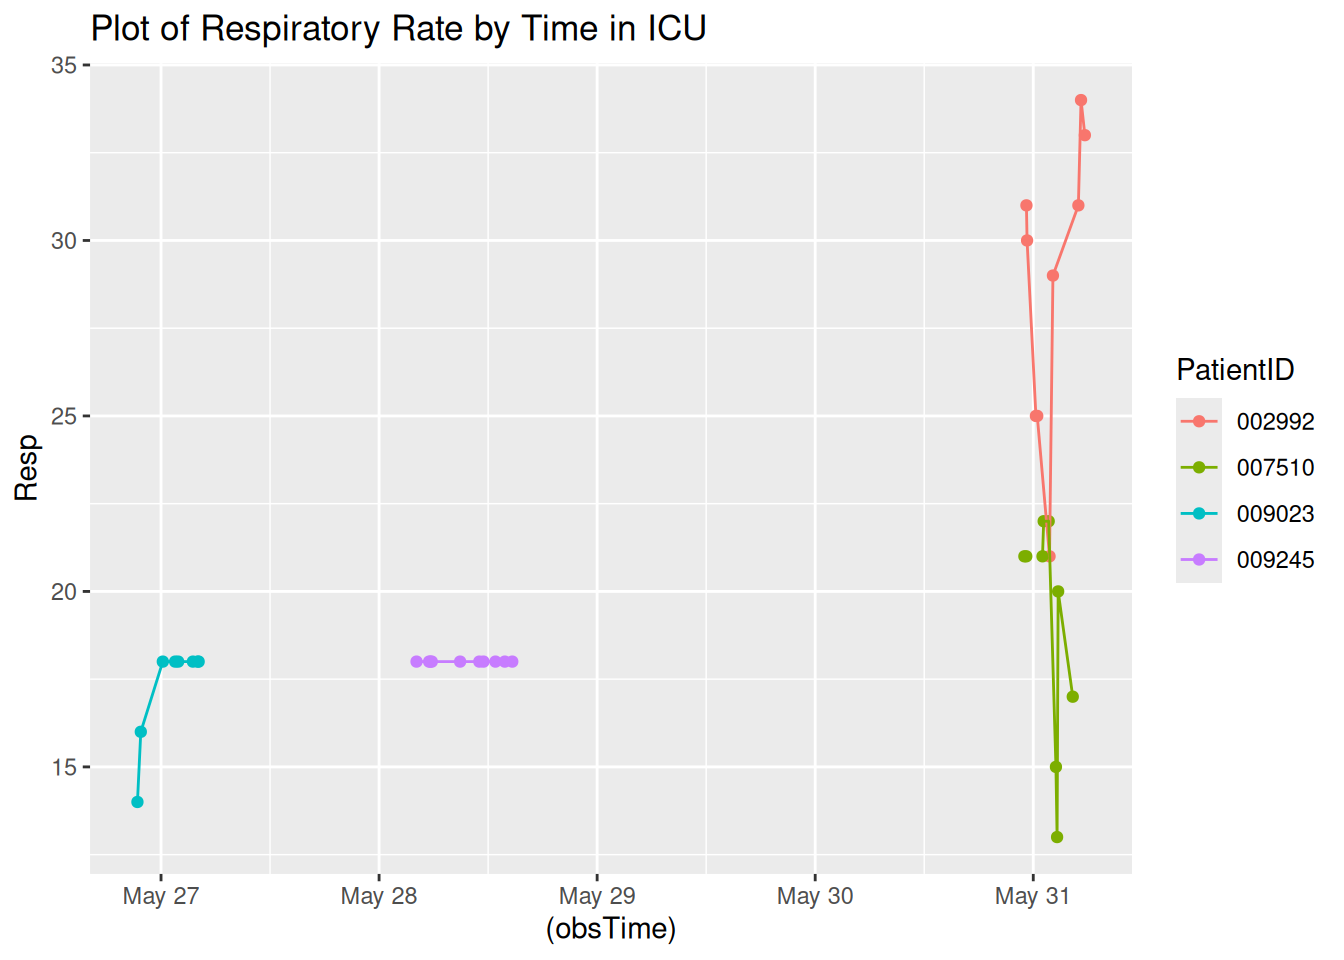 Plot of Respiratory Rate by Time in ICU
35
30
25
20
15
Resp
May 27
May 28
May 29
May 30
May 31
(obsTime)
PatientID
002992
007510
009023
009245